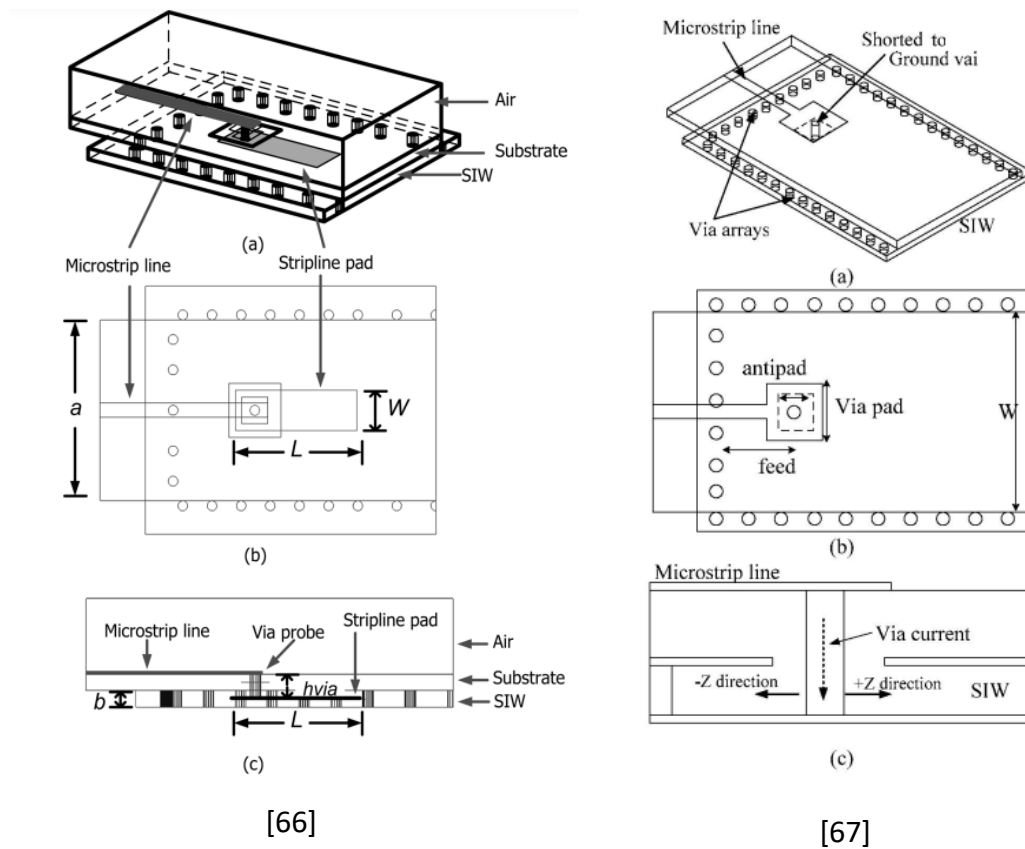 Air
Substrate
SIW
(a)
Microstrip line
Stripline pad
a
W
L
(b)
Microstrip line
Via probe
Stripline pad
Air
Substrate
SIW
b
hvia
L
(c)
[66]
Microstrip line
Shorted to
Ground vai
Via arrays
SIW
(a)
antipad
Via pad
W
feed
(b)
Microstrip line
Via current
-Z direction
+Z direction
SIW
(c)
[67]